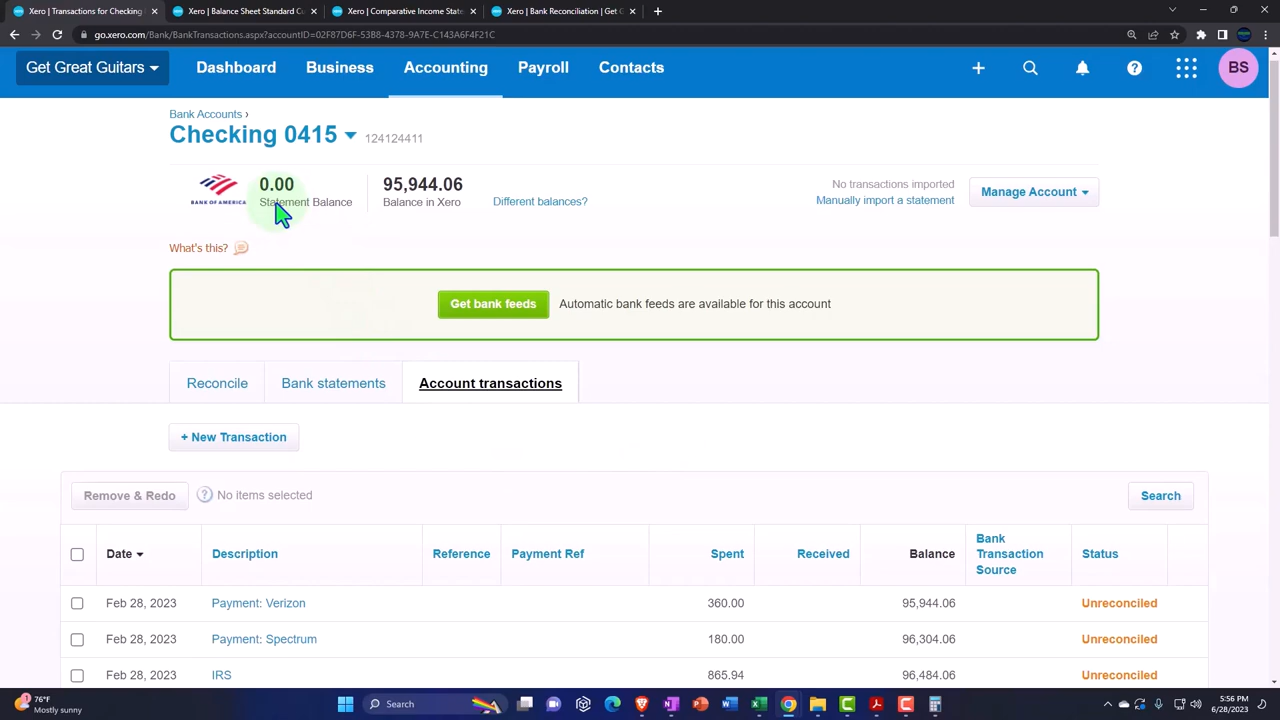 Xero | Transactions for Checking
Xero | Balance Sheet Standard Gu
Xero | Comparative Income State
Xero | Bank Reconciliation | Get G
go.xero.com/Bank/BankTransactions.aspx?accountID=02F87D6F-53B8-4378-9A7E-C143A6F4F21C
Get Great Guitars
Dashboard
Business
Accounting
Payroll
Contacts
BS
Bank Accounts ›
Checking 0415 124124411
BANK OF AMERICA
0.00
Statement Balance
95,944.06
Balance in Xero
Different balances?
No transactions imported
Manually import a statement
Manage Account
What's this?
Get bank feeds
Automatic bank feeds are available for this account
Reconcile
Bank statements
Account transactions
+ New Transaction
Remove & Redo
? No items selected
Search
Date Description Reference Payment Ref Spent Received Balance Bank Transaction Source Status
Feb 28, 2023 Payment: Verizon 360.00 95,944.06 Unreconciled
Feb 28, 2023 Payment: Spectrum 180.00 96,304.06 Unreconciled
Feb 28, 2023 IRS 865.94 96,484.06 Unreconciled
76°F
Mostly sunny
Search
5:56 PM
6/28/2023